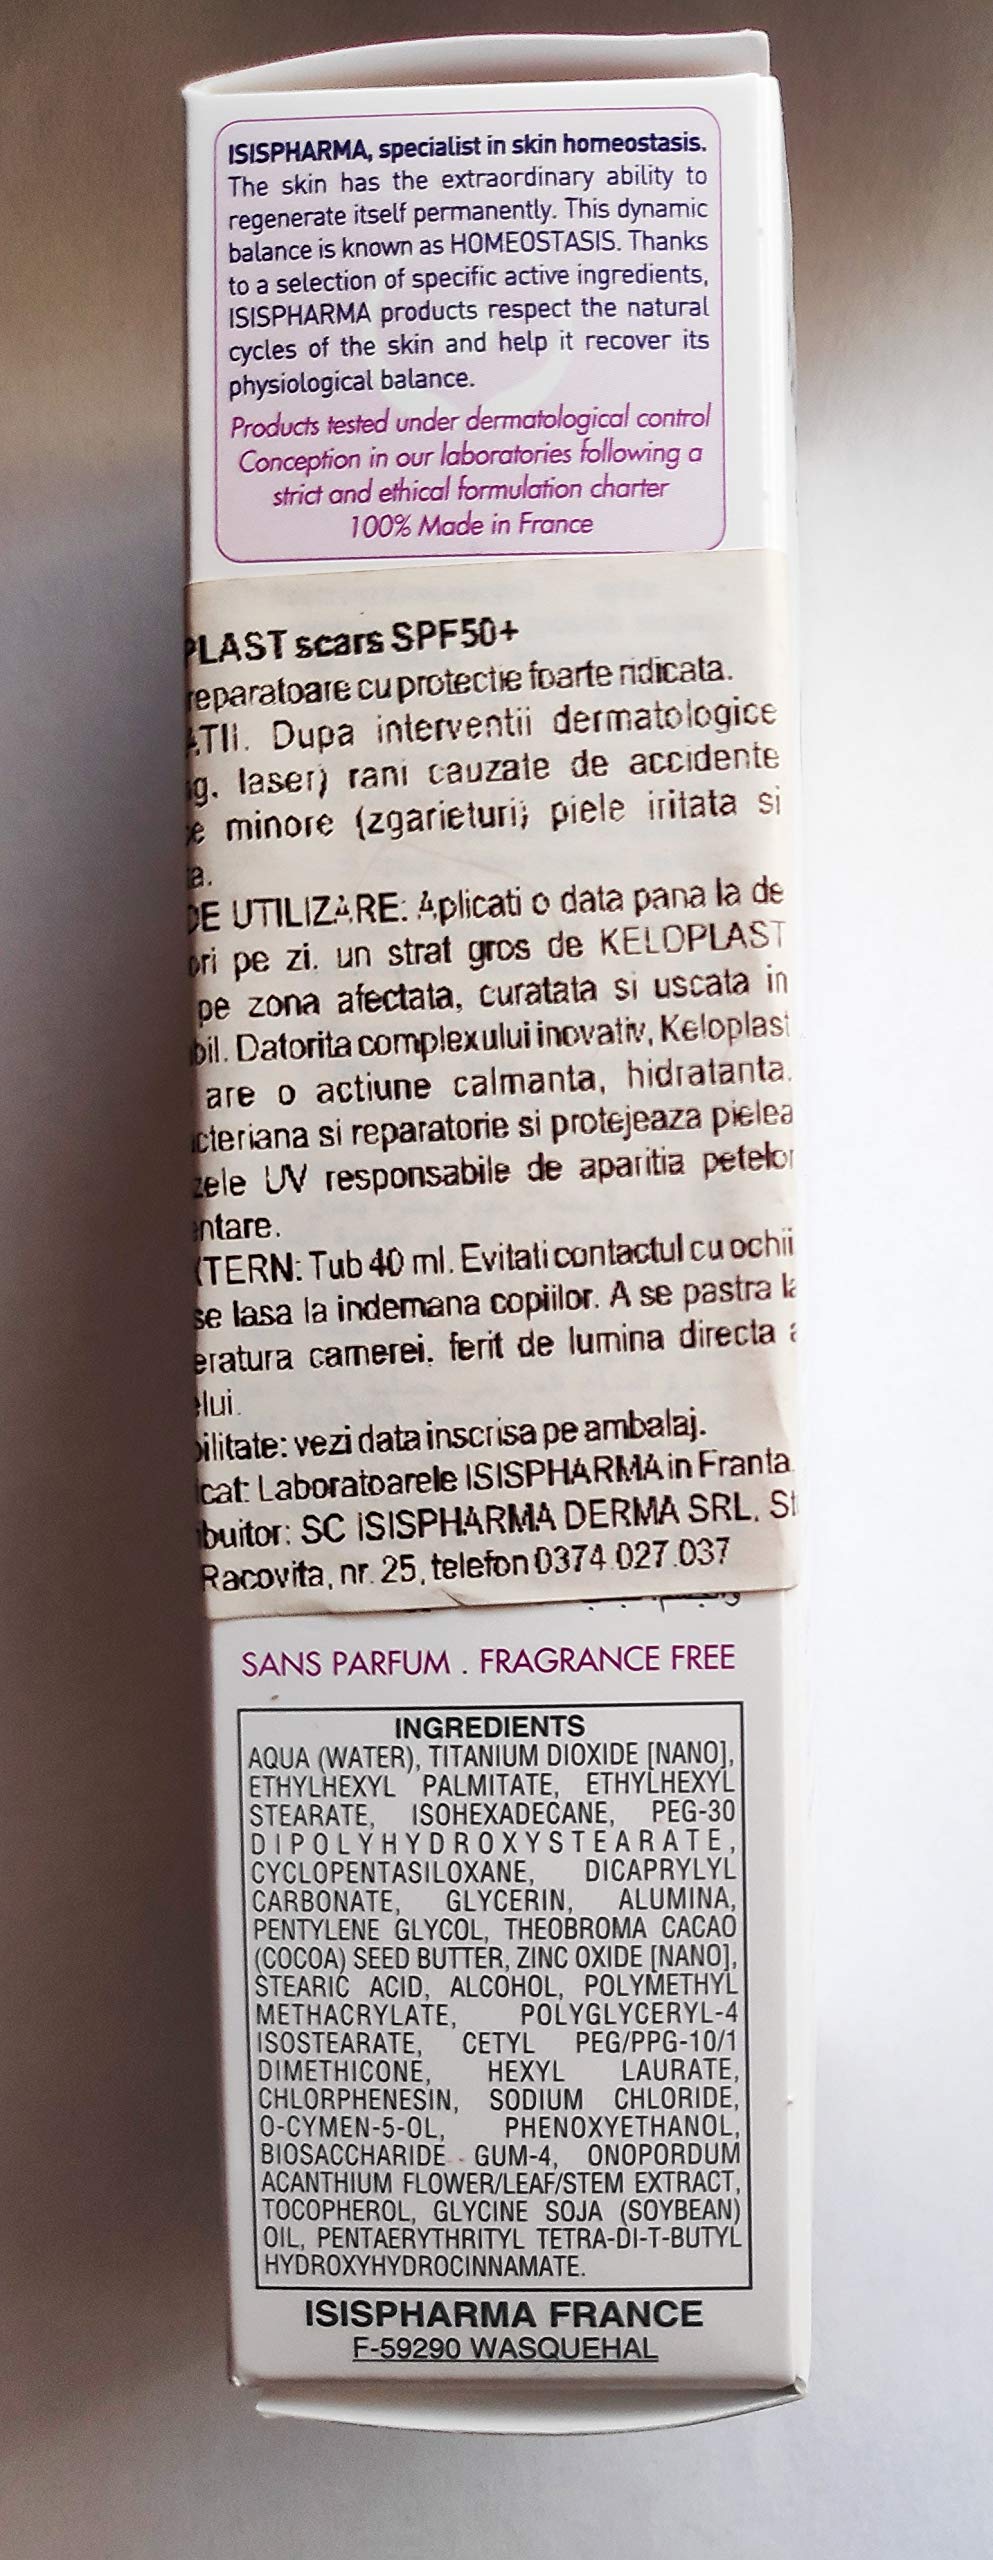 ISISPHARMA, specialist in skin homeostasis.
The skin has the extraordinary ability to
regenerate itself permanently. This dynamic
balance is known as HOMEOSTASIS. Thanks
to a selection of specific active ingredients,
ISISPHARMA products respect the natural
cycles of the skin and help it recover its
physiological balance.
Products tested under dermatological control
Conception in our laboratories following a
strict and ethical formulation charter
100% Made in France
PLAST scars SPF50+
reparatoare cu protectie foarte ridicata.
ATII. Dupa interventii dermatologice
g, laser) rani cauzate de accidente
e minore (zgarieturi; piele iritata si
a.
DE UTILIZARE: Aplicati o data pana la de
ori pe zi. un strat gros de KELOPLAST
pe zona afectata, curatata si uscata in
bil. Datorita complexului inovativ, Keloplast
are o actiune calmanta, hidratanta.
cteriana si reparatorie si protejeaza pielea
zele UV responsabile de aparitia petelor
entare.
XTERN: Tub 40 ml. Evitati contactul cu ochii
se lasa la indemana copiilor. A se pastra la
eratura camerei. ferit de lumina directa a
elui.
bilitate: vezi data inscrisa pe ambalaj.
icat: Laboratoarele ISISPHARMA in Franta
ibuitor: SC ISISPHARMA DERMA SRL. St
Racovita, nr. 25, telefon 0374.027.037
SANS PARFUM . FRAGRANCE FREE
INGREDIENTS
AQUA (WATER), TITANIUM DIOXIDE [NANO],
ETHYLHEXYL PALMITATE, ETHYLHEXYL
STEARATE, ISOHEXADECANE, PEG-30
DIPOLYHYDROXYSTEARATE,
CYCLOPENTASILOXANE, DICAPRYLYL
CARBONATE, GLYCERIN, ALUMINA,
PENTYLENE GLYCOL, THEOBROMA CACAO
(COCOA) SEED BUTTER, ZINC OXIDE [NANO],
STEARIC ACID, ALCOHOL, POLYMETHYL
METHACRYLATE, POLYGLYCERYL-4
ISOSTEARATE, CETYL PEG/PPG-10/1
DIMETHICONE, HEXYL LAURATE,
CHLORPHENESIN, SODIUM CHLORIDE,
O-CYMEN-5-OL, PHENOXYETHANOL,
BIOSACCHARIDE GUM-4, ONOPORDUM
ACANTHIUM FLOWER/LEAF/STEM EXTRACT,
TOCOPHEROL, GLYCINE SOJA (SOYBEAN)
OIL, PENTAERYTHRITYL TETRA-DI-T-BUTYL
HYDROXYHYDROCINNAMATE.
ISISPHARMA FRANCE
F-59290 WASQUEHAL